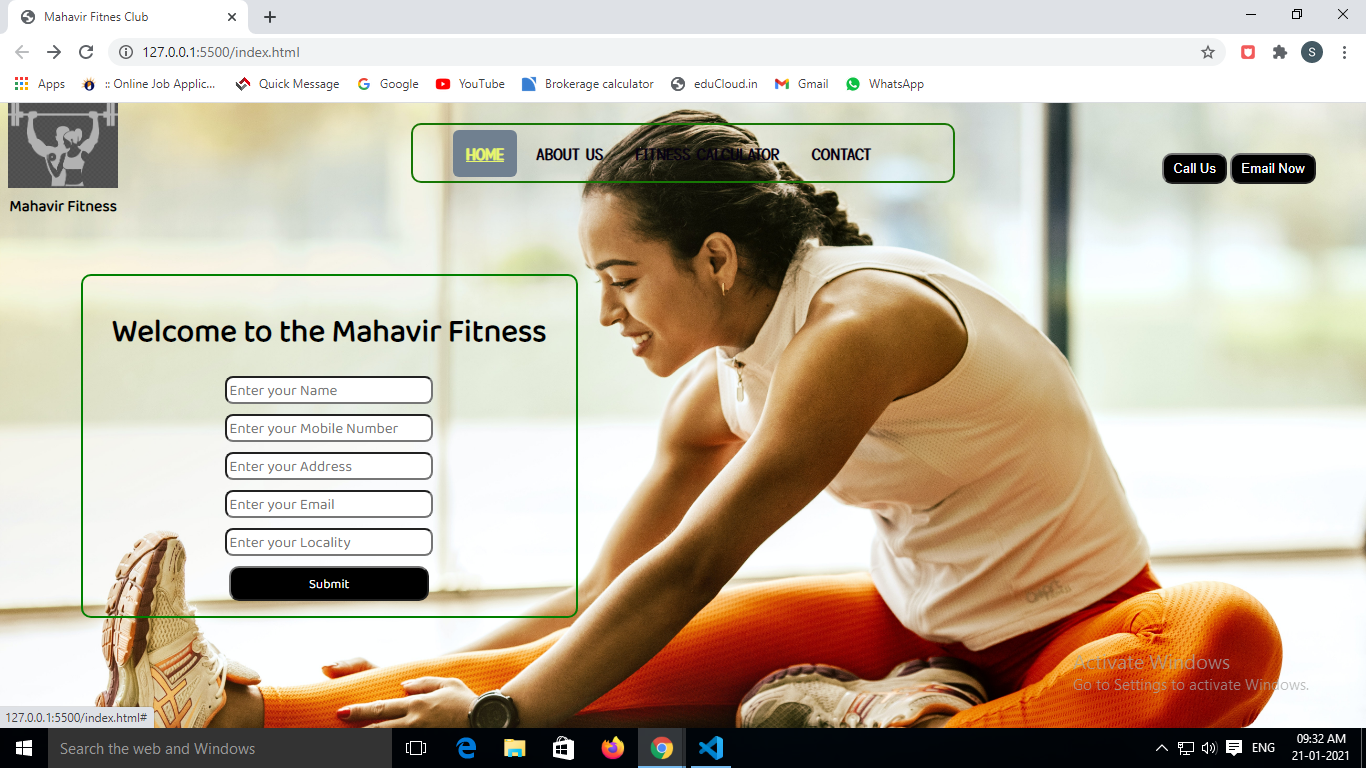 Mahavir Fitnes Club
127.0.0.1:5500/index.html
S
Apps
:: Online Job Applic...
Quick Message
Google
YouTube
Brokerage calculator
eduCloud.in
Gmail
WhatsApp
Mahavir Fitness
HOME
ABOUT US
FITNESS CALCULATOR
CONTACT
Call Us
Email Now
Welcome to the Mahavir Fitness
Enter your Name
Enter your Mobile Number
Enter your Address
Enter your Email
Enter your Locality
Submit
Activate Windows
Go to Settings to activate Windows.
127.0.0.1:5500/index.html#
Search the web and Windows
ENG
09:32 AM
21-01-2021